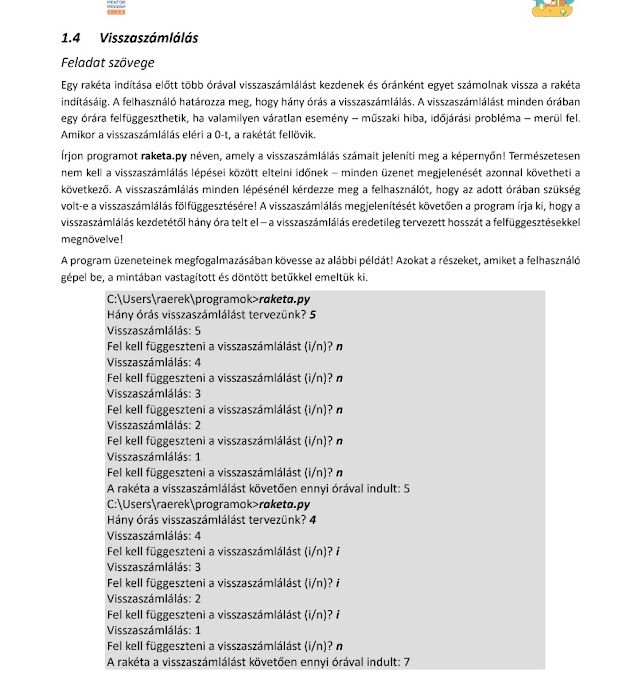 MENTOR
PROGRAM
1.4 Visszaszámlálás
Feladat szövege
Egy rakéta indítása előtt több órával visszaszámlálást kezdenek és óránként egyet számolnak vissza a rakéta
indításáig. A felhasználó határozza meg, hogy hány órás a visszaszámlálás. A visszaszámlálást minden órában
egy órára felfüggeszthetik, ha valamilyen váratlan esemény – műszaki hiba, időjárási probléma – merül fel.
Amikor a visszaszámlálás eléri a 0-t, a rakétát fellövik.
Írjon programot raketa.py néven, amely a visszaszámlálás számait jeleníti meg a képernyőn! Természetesen
nem kell a visszaszámlálás lépései között eltelni időnek – minden üzenet megjelenését azonnal követheti a
következő. A visszaszámlálás minden lépésénél kérdezze meg a felhasználót, hogy az adott órában szükség
volt-e a visszaszámlálás fölfüggesztésére! A visszaszámlálás megjelenítését követően a program írja ki, hogy a
visszaszámlálás kezdetétől hány óra telt el – a visszaszámlálás eredetileg tervezett hosszát a felfüggesztésekkel
megnövelve!
A program üzeneteinek megfogalmazásában kövesse az alábbi példát! Azokat a részeket, amiket a felhasználó
gépel be, a mintában vastagított és döntött betűkkel emeltük ki.
C:\Users\raerek\programok>raketa.py
Hány órás visszaszámlálást tervezünk? 5
Visszaszámlálás: 5
Fel kell függeszteni a visszaszámlálást (i/n)? n
Visszaszámlálás: 4
Fel kell függeszteni a visszaszámlálást (i/n)? n
Visszaszámlálás: 3
Fel kell függeszteni a visszaszámlálást (i/n)? n
Visszaszámlálás: 2
Fel kell függeszteni a visszaszámlálást (i/n)? n
Visszaszámlálás: 1
Fel kell függeszteni a visszaszámlálást (i/n)? n
A rakéta a visszaszámlálást követően ennyi órával indult: 5
C:\Users\raerek\programok>raketa.py
Hány órás visszaszámlálást tervezünk? 4
Visszaszámlálás: 4
Fel kell függeszteni a visszaszámlálást (i/n)? i
Visszaszámlálás: 3
Fel kell függeszteni a visszaszámlálást (i/n)? i
Visszaszámlálás: 2
Fel kell függeszteni a visszaszámlálást (i/n)? i
Visszaszámlálás: 1
Fel kell függeszteni a visszaszámlálást (i/n)? n
A rakéta a visszaszámlálást követően ennyi órával indult: 7